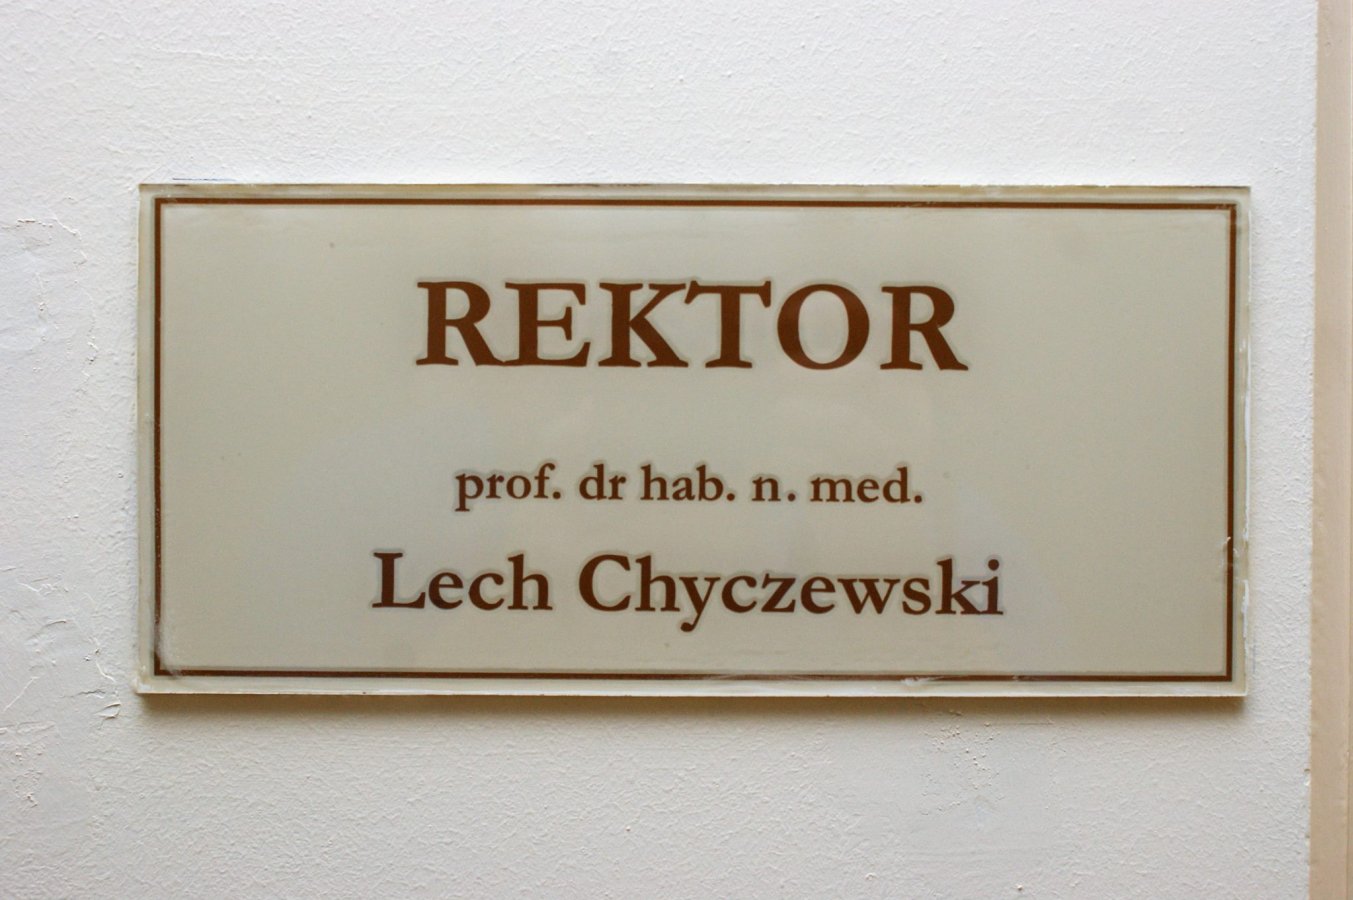 REKTOR
prof. dr hab. n. med.
Lech Chyczewski